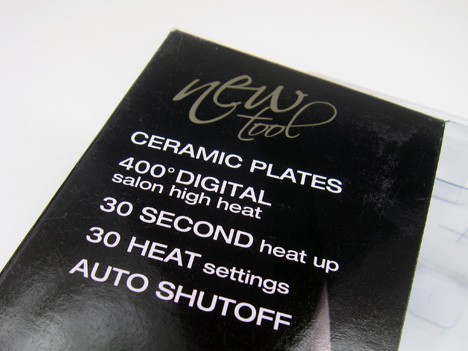 new
tool
CERAMIC PLATES
400° DIGITAL
salon high heat
30 SECOND heat up
30 HEAT settings
AUTO SHUTOFF